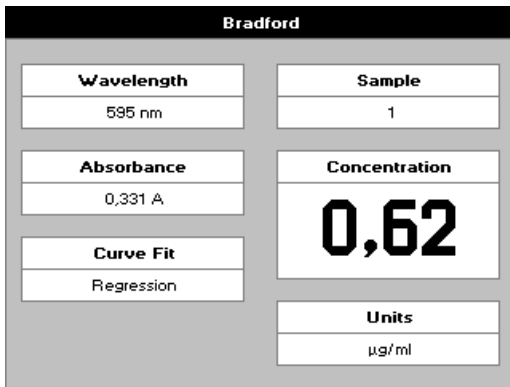 Bradford
Wavelength
595 nm
Absorbance
0,331 A
Curve Fit
Regression
Sample
1
Concentration
0,62
Units
µg/ml